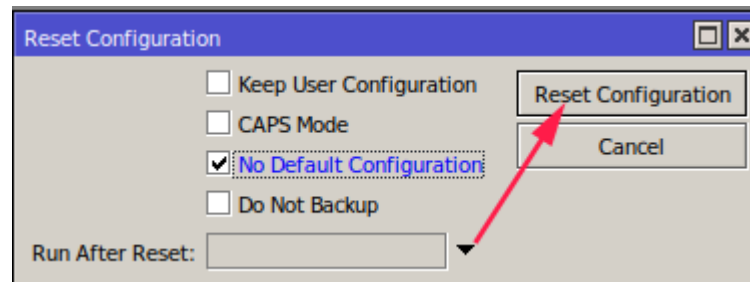 Reset Configuration
Keep User Configuration
Reset Configuration
CAPS Mode
Cancel
No Default Configuration
Do Not Backup
Run After Reset: